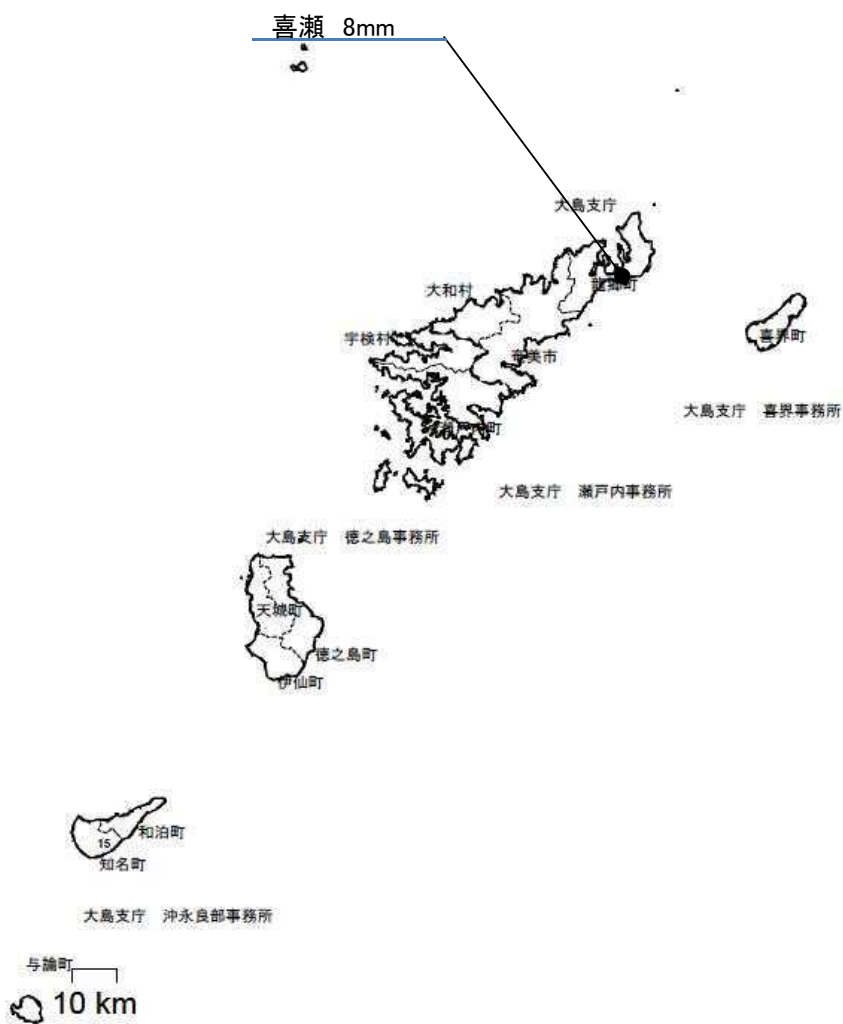 喜瀬 8mm
大島支庁
龍郷町
大和村
喜界町
宇検村
奄美市
大島支庁 喜界事務所
瀬戸内町
大島支庁 瀬戸内事務所
大島支庁 徳之島事務所
天城町
徳之島町
伊仙町
和泊町
15
知名町
大島支庁 沖永良部事務所
与論町
10 km